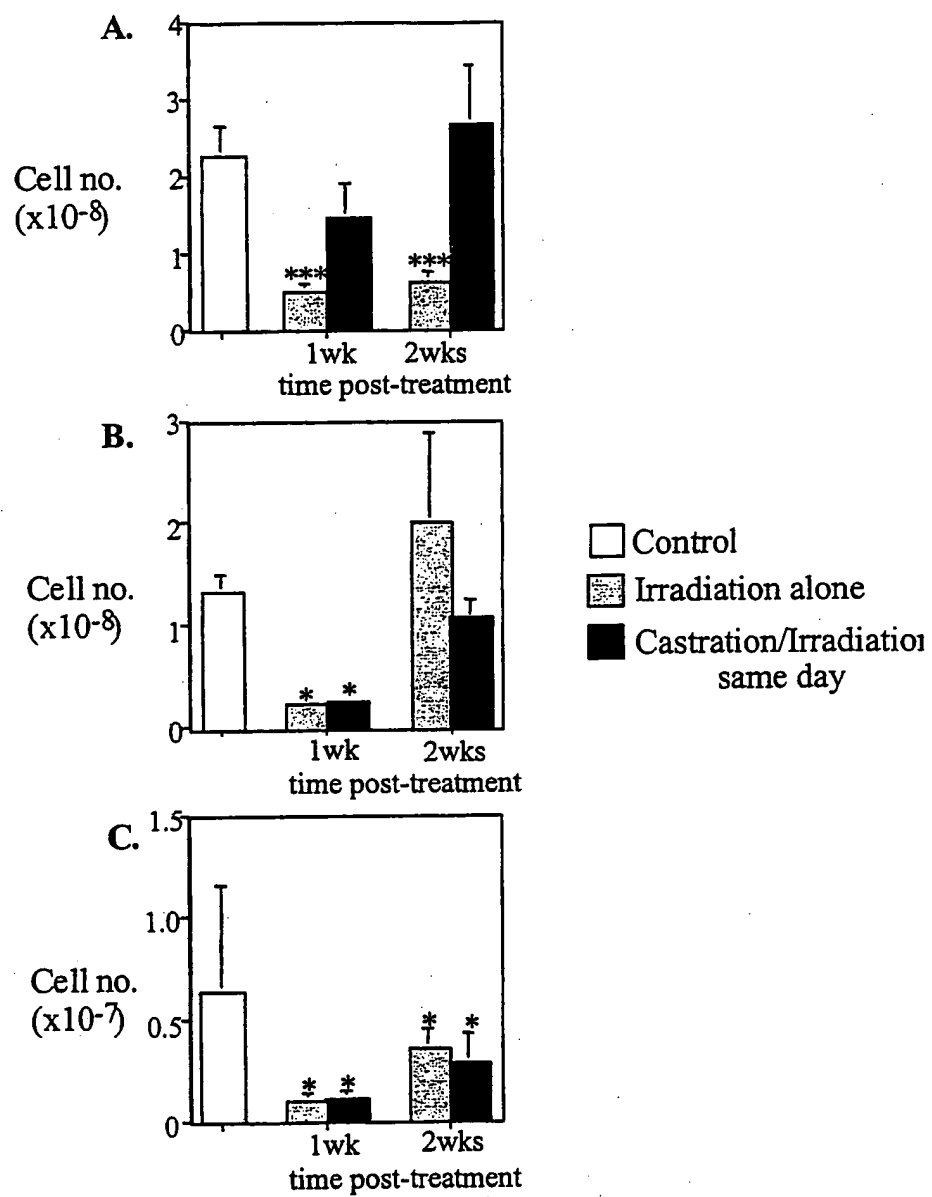 A.
4
3
2
1
0
Cell no.
(x10-8)
***
***
1wk 2wks
time post-treatment
B.
3
2
1
0
Cell no.
(x10-8)
* *
1wk 2wks
time post-treatment
Control
Irradiation alone
Castration/Irradiation
same day
C.
1.5
1.0
0.5
0
Cell no.
(x10-7)
* *
* *
1wk 2wks
time post-treatment